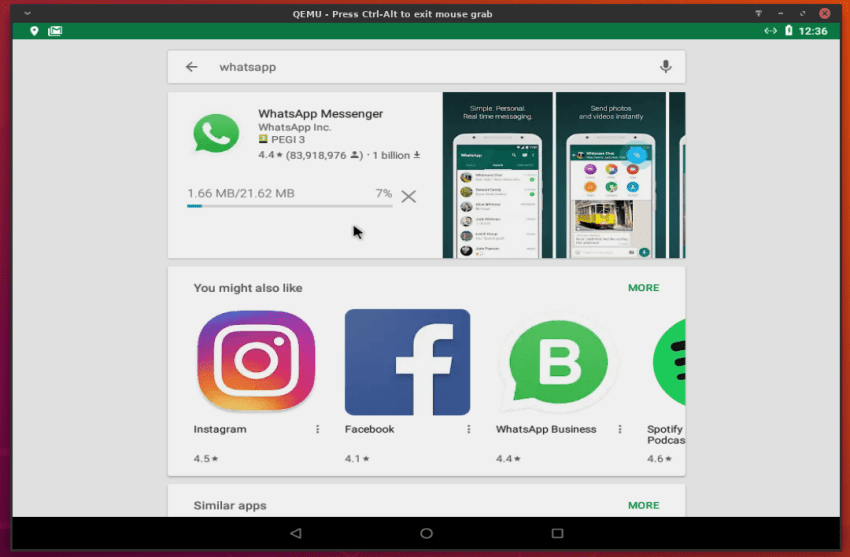 QEMU - Press Ctrl-Alt to exit mouse grab
12:36
whatsapp
WhatsApp Messenger
WhatsApp Inc.
PEGI 3
4.4★ (83,918,976 ) · 1 billion
1.66 MB/21.62 MB 7%
Simple. Personal.
Real time messaging.
WhatsApp
Send photos
and videos instantly
You might also like MORE
B
Instagram
4.5★
Facebook
4.1★
WhatsApp Business
4.4★
Spotify
Podcas
4.6★
Similar apps MORE